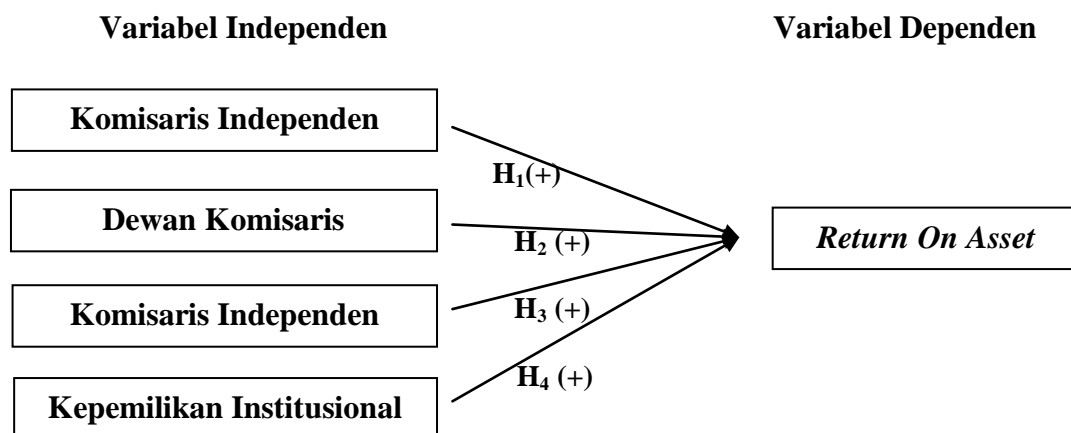 Variabel Independen
Variabel Dependen
Komisaris Independen
H₁(+)
Dewan Komisaris
H₂ (+)
Return On Asset
Komisaris Independen
H₃ (+)
Kepemilikan Institusional
H₄ (+)